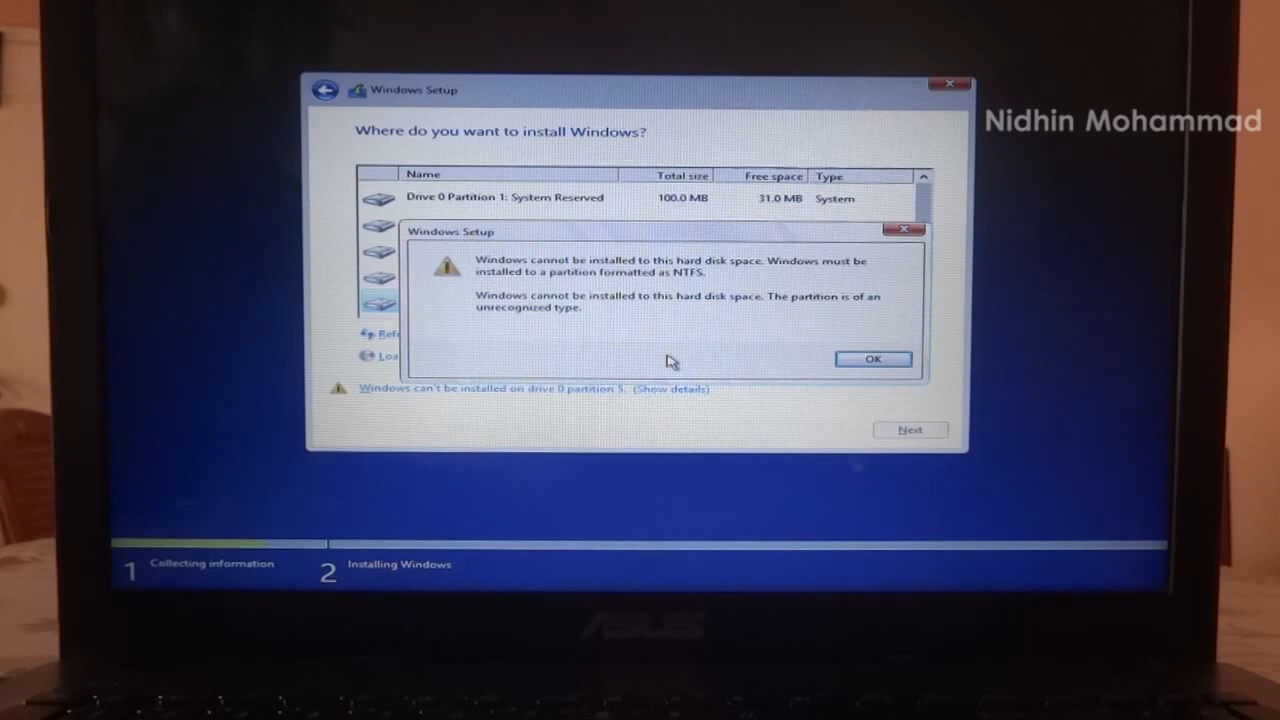 Windows Setup
Nidhin Mohammad
Where do you want to install Windows?
Name Total size Free space Type
Drive 0 Partition 1: System Reserved 100.0 MB 31.0 MB System
Windows Setup
Windows cannot be installed to this hard disk space. Windows must be
installed to a partition formatted as NTFS.
Windows cannot be installed to this hard disk space. The partition is of an
unrecognized type.
Refr
Loa
OK
Windows can't be installed on drive 0 partition 5. (Show details)
Next
1 Collecting information
2 Installing Windows
ASUS